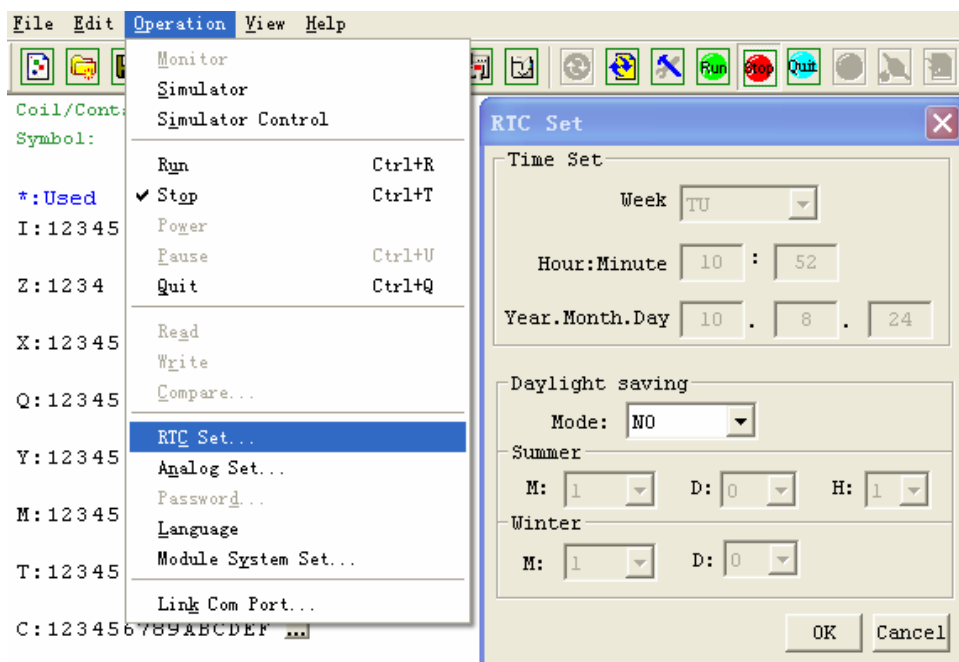 File Edit Operation View Help
Run Stop Quit
Coil/Cont
Symbol:
*:Used
I:12345
Z:1234
X:12345
Q:12345
Y:12345
M:12345
T:12345
C:123456789ABCDEF ...
Monitor
Simulator
Simulator Control
Run Ctrl+R
Stop Ctrl+T
Power
Pause Ctrl+U
Quit Ctrl+Q
Read
Write
Compare...
RTC Set...
Analog Set...
Password...
Language
Module System Set...
Link Com Port...
RTC Set
Time Set
Week TU
Hour:Minute 10 : 52
Year.Month.Day 10 . 8 . 24
Daylight saving
Mode: NO
Summer
M: 1 D: 0 H: 1
Winter
M: 1 D: 0
OK Cancel